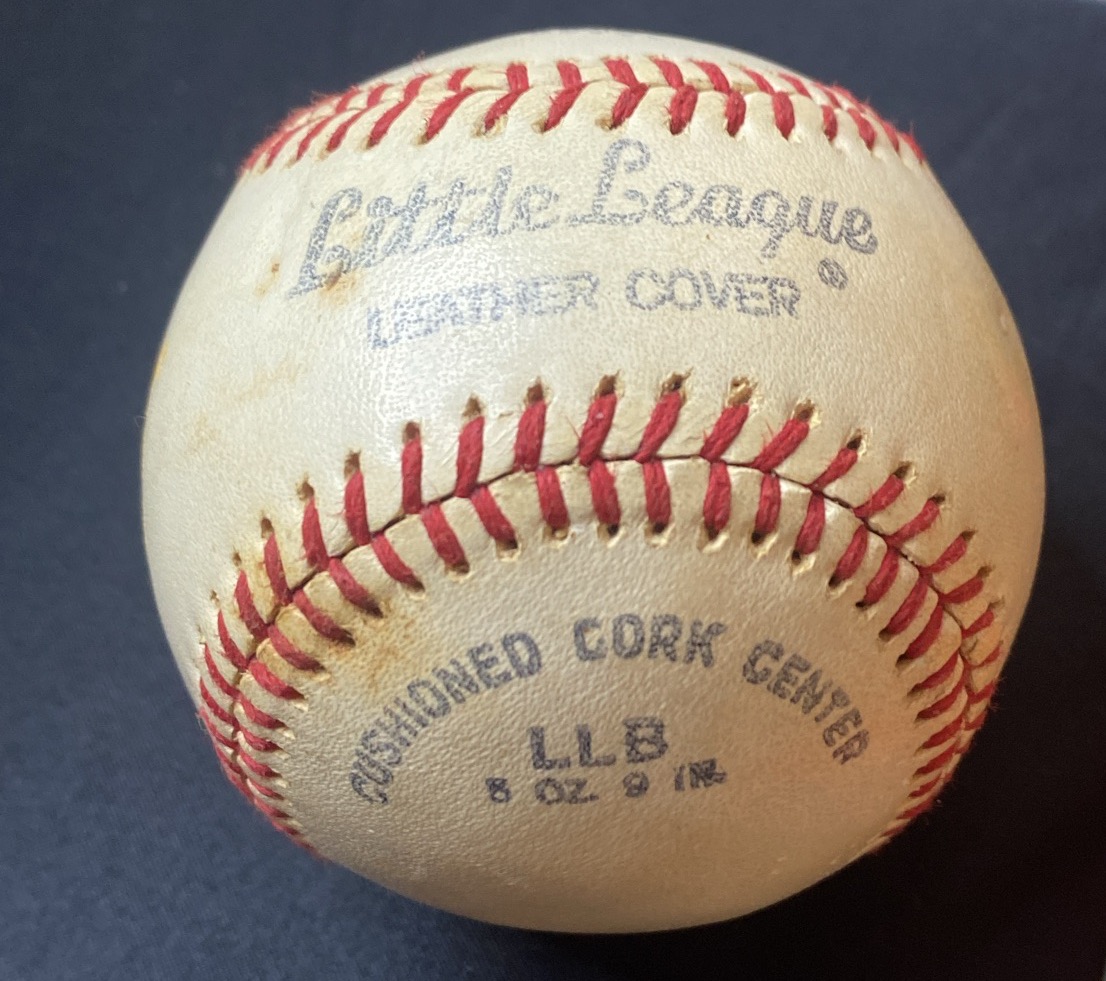 Little League ®
LEATHER COVER
CUSHIONED CORK CENTER
LLB
5 OZ. 9 IN.